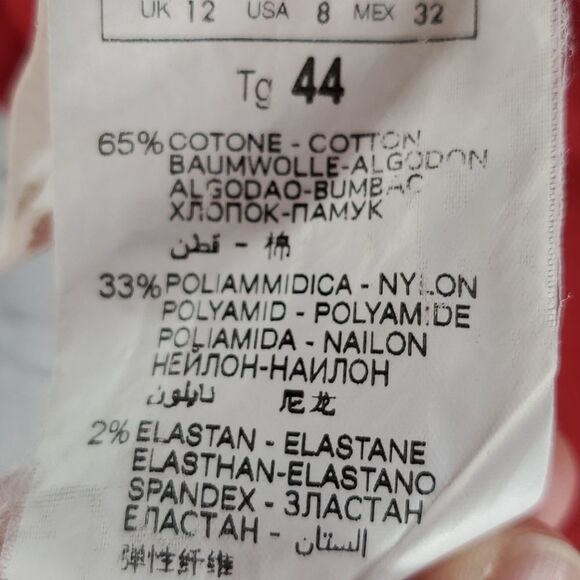 UK 12 USA 8 MEX 32
Tg 44
65% COTONE - COTTON
BAUMWOLLE-ALGODON
ALGODAO-BUMBAC
ХЛОПОК-ПАМУК
قطن - 棉
33% POLIAMMIDICA - NYLON
POLYAMID - POLYAMIDE
POLIAMIDA - NAILON
НЕЙЛОН-НАИЛОН
نايلون 尼龙
2% ELASTAN - ELASTANE
ELASTHAN-ELASTANO
SPANDEX - ЗЛАСТАН
ЕЛАСТАН - الستان
弹性纤维